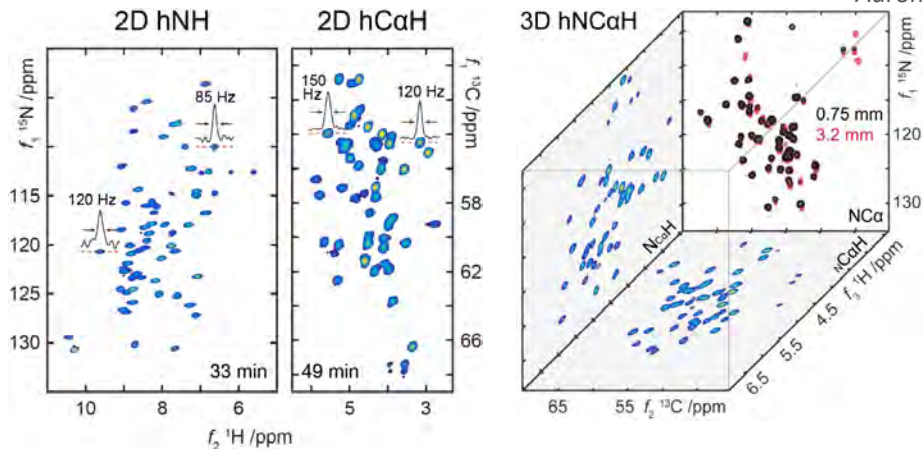 2D hNH
2D hCαH
3D hNCαH
f₁ ¹⁵N /ppm
110
115
120
125
130
85 Hz
120 Hz
33 min
10
8
6
f₂ ¹H /ppm
150
Hz
120 Hz
49 min
5
3
f₁ ¹³C /ppm
58
62
66
NCαH
0.75 mm
3.2 mm
NCα
f₁ ¹⁵N /ppm
120
130
NCαH
f₃ ¹H /ppm
4.5
5.5
6.5
65
55
f₂ ¹³C /ppm